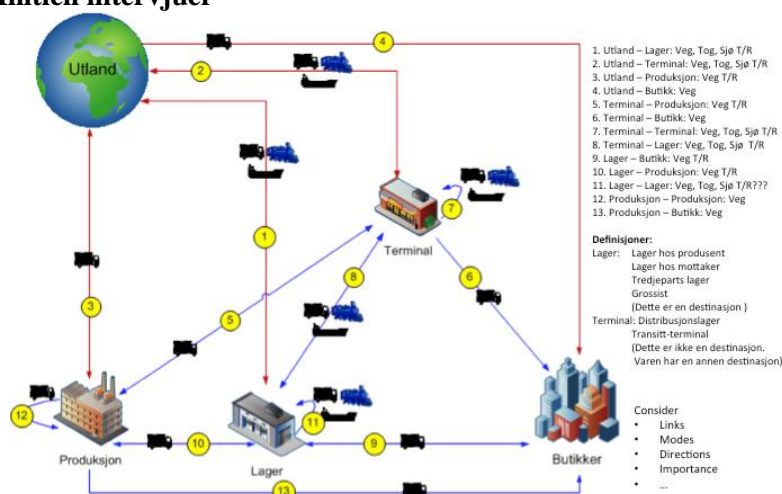 Initielt intervjuer
Utland
4
2
1. Utland – Lager: Veg, Tog, Sjø T/R
2. Utland – Terminal: Veg, Tog, Sjø, T/R
3. Utland – Produksjon: Veg T/R
4. Utland – Butikk: Veg
5. Terminal – Produksjon: Veg T/R
6. Terminal – Butikk: Veg
7. Terminal – Terminal: Veg, Tog, Sjø, T/R
8. Terminal – Lager: Veg, Tog, Sjø  T/R
9. Lager – Butikk: Veg T/R
10. Lager – Produksjon: Veg T/R
11. Lager – Lager: Veg, Tog, Sjø T/R???
12. Produksjon – Produksjon: Veg
13. Produksjon – Butikk: Veg
7
1
Terminal
Definisjoner:
Lager: Lager hos produsent
Lager hos mottaker
Tredjeparts lager
Grossist
(Dette er en destinasjon )
Terminal: Distribusjonslager
Transitt-terminal
(Dette er ikke en destinasjon.
Varen har en annen destinasjon)
8
6
3
5
12
11
10
9
Produksjon
Lager
Butikker
13
Consider
• Links
• Modes
• Directions
• Importance
• ...